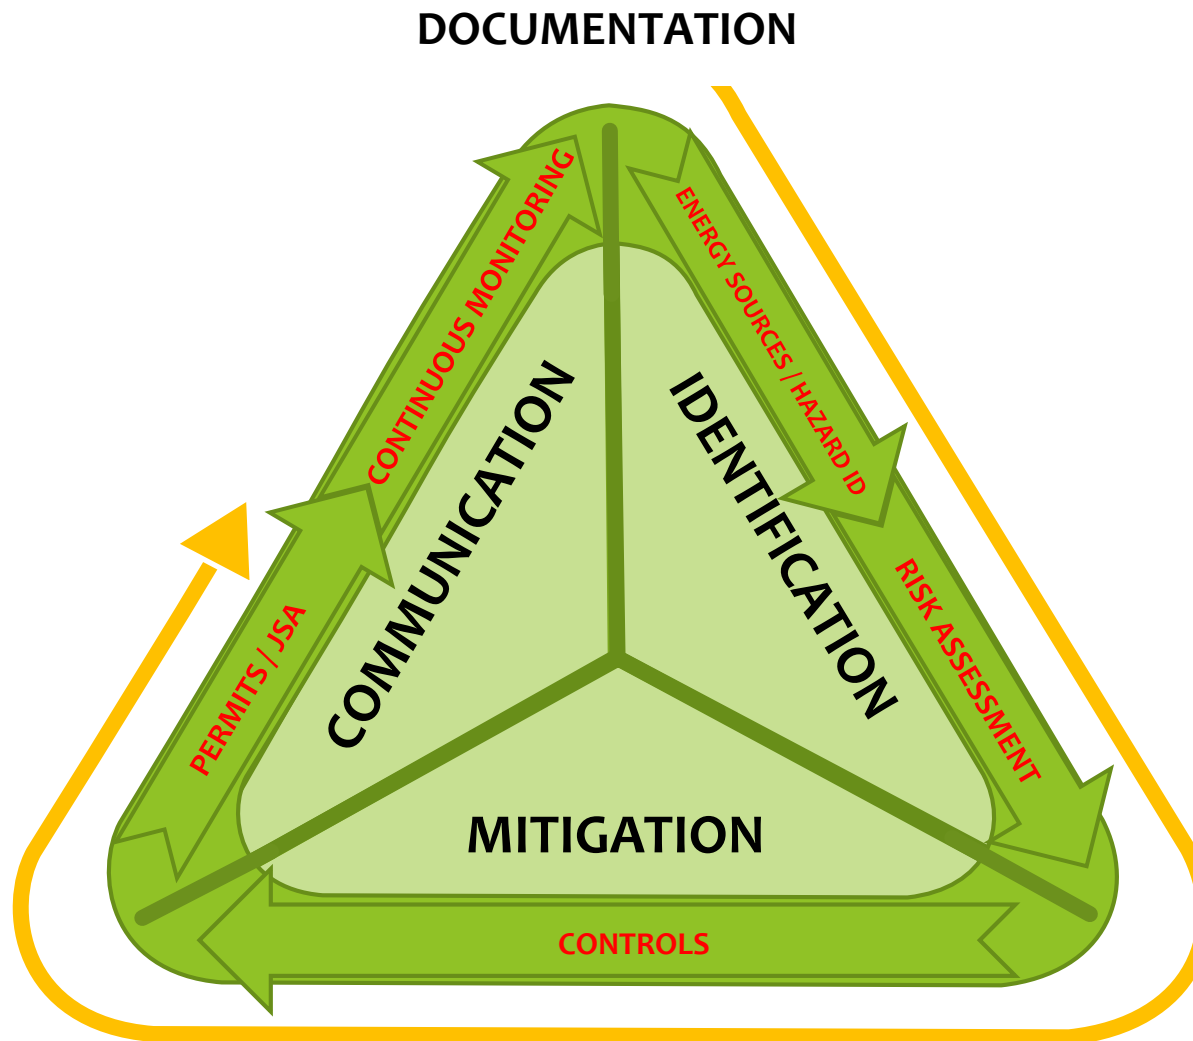 DOCUMENTATION
CONTINUOUS MONITORING
ENERGY SOURCES / HAZARD ID
COMMUNICATION
IDENTIFICATION
PERMITS / JSA
RISK ASSESSMENT
MITIGATION
CONTROLS